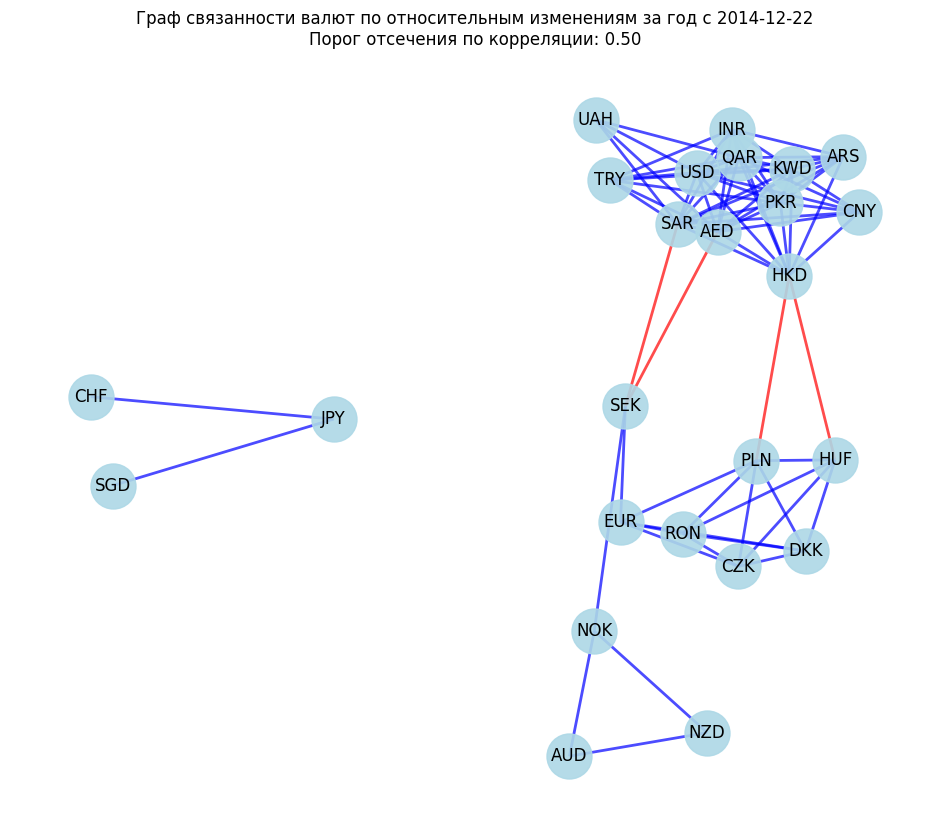 Граф связанности валют по относительным изменениям за год с 2014-12-22
Порог отсечения по корреляции: 0.50
UAH
INR
QAR
ARS
USD
KWD
TRY
PKR
CNY
SAR
AED
HKD
CHF
JPY
SEK
SGD
PLN
HUF
EUR
RON
DKK
CZK
NOK
NZD
AUD